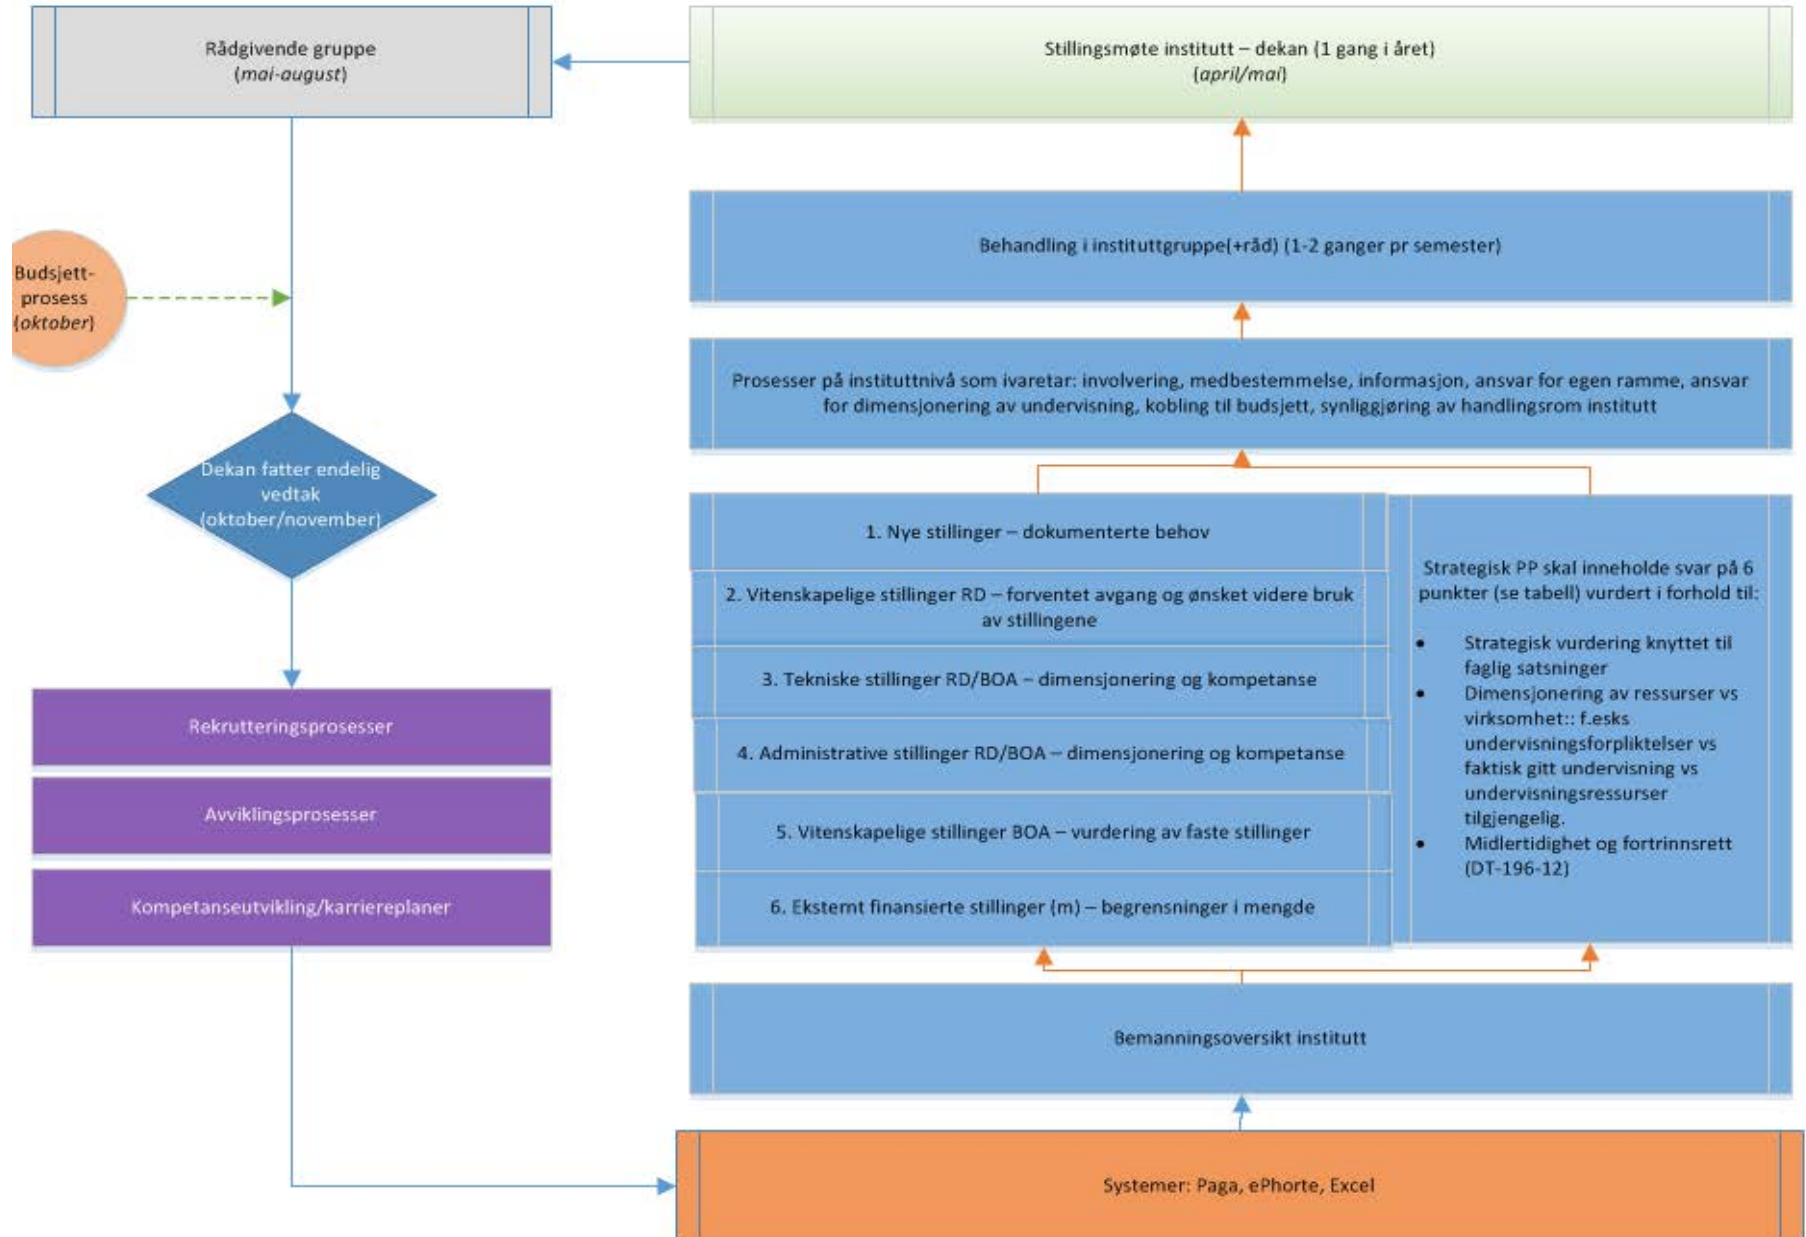 Rådgivende gruppe
(mai-august)
Stillingsmøte institutt – dekan (1 gang i året)
(april/mai)
Behandling i instituttgruppe(+råd) (1-2 ganger pr semester)
Budsjett-
prosess
(oktober)
Prosesser på instituttnivå som ivaretar: involvering, medbestemmelse, informasjon, ansvar for egen ramme, ansvar
for dimensjonering av undervisning, kobling til budsjett, synliggjøring av handlingsrom institutt
Dekan fatter endelig
vedtak
(oktober/november)
1. Nye stillinger – dokumenterte behov
2. Vitenskapelige stillinger RD – forventet avgang og ønsket videre bruk
av stillingene
3. Tekniske stillinger RD/BOA – dimensjonering og kompetanse
4. Administrative stillinger RD/BOA – dimensjonering og kompetanse
5. Vitenskapelige stillinger BOA – vurdering av faste stillinger
6. Eksternt finansierte stillinger (m) – begrensninger i mengde
Strategisk PP skal inneholde svar på 6
punkter (se tabell) vurdert i forhold til:
• Strategisk vurdering knyttet til
faglig satsninger
• Dimensjonering av ressurser vs
virksomhet:: f.esks
undervisningsforpliktelser vs
faktisk gitt undervisning vs
undervisningsressurser
tilgjengelig.
• Midlertidighet og fortrinnsrett
(DT-196-12)
Rekrutteringsprosesser
Avviklingsprosesser
Kompetanseutvikling/karriereplaner
Bemanningsoversikt institutt
Systemer: Paga, ePhorte, Excel